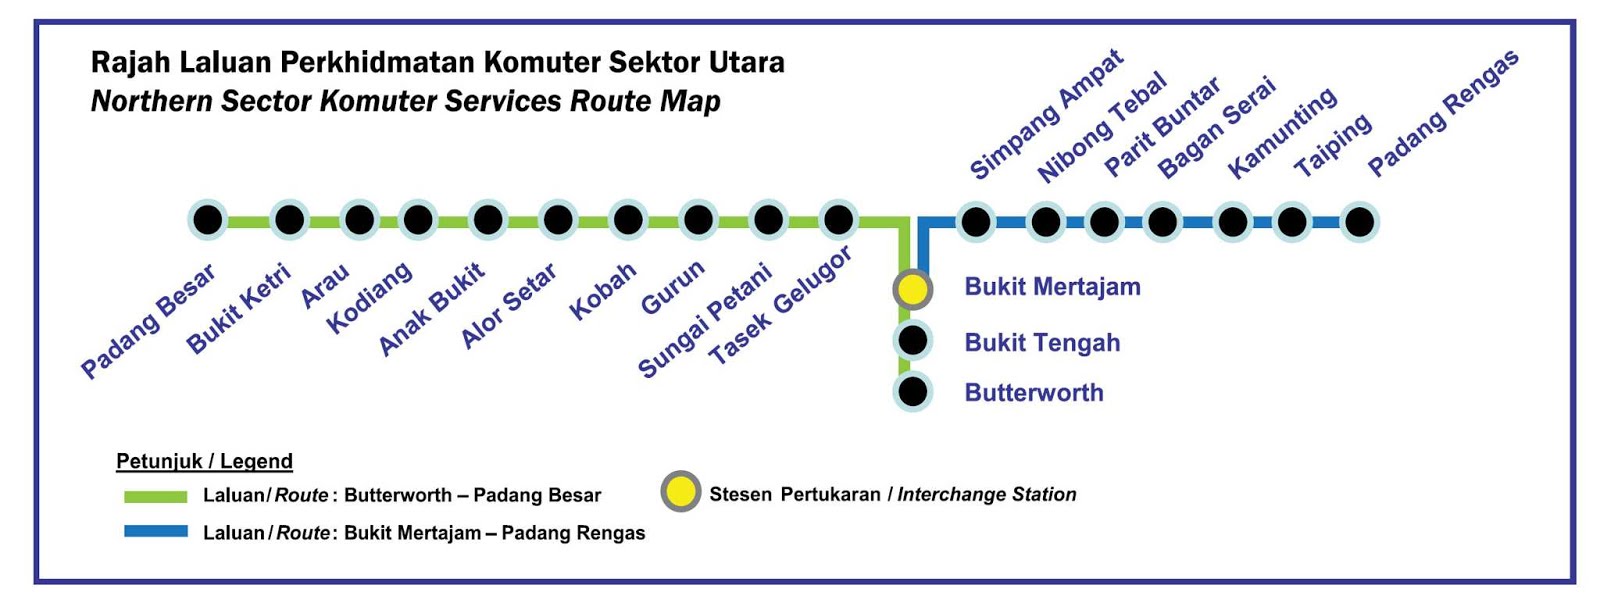 Rajah Laluan Perkhidmatan Komuter Sektor Utara
Northern Sector Komuter Services Route Map
Padang Besar
Bukit Ketri
Arau
Kodiang
Anak Bukit
Alor Setar
Kobah
Gurun
Sungai Petani
Tasek Gelugor
Simpang Ampat
Nibong Tebal
Parit Buntar
Bagan Serai
Kamunting
Taiping
Padang Rengas
Bukit Mertajam
Bukit Tengah
Butterworth
Petunjuk / Legend
Laluan/Route: Butterworth – Padang Besar
Laluan/Route: Bukit Mertajam – Padang Rengas
Stesen Pertukaran / Interchange Station